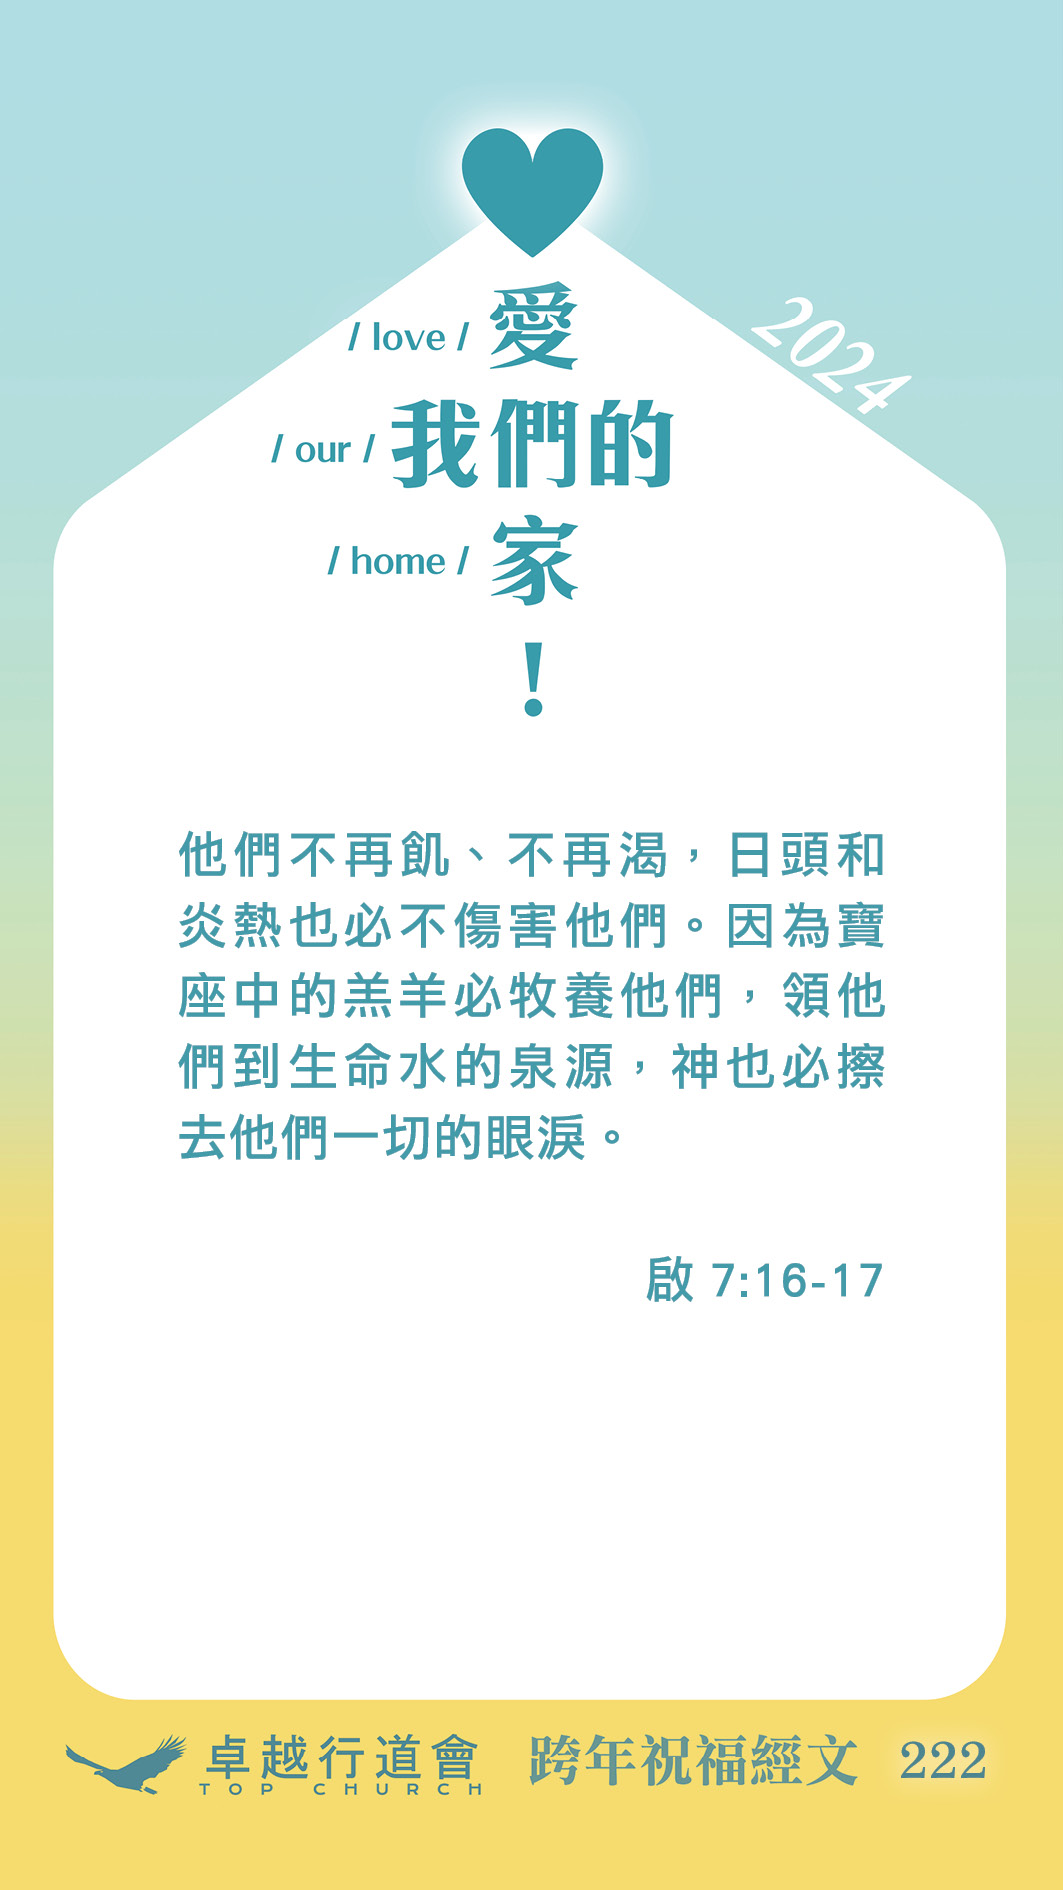 / love / 愛
2024
/ our / 我們的
/ home / 家
!
他們不再飢、不再渴，日頭和
炎熱也必不傷害他們。因為寶
座中的羔羊必牧養他們，領他
們到生命水的泉源，神也必擦
去他們一切的眼淚。
啟 7:16-17
卓越行道會 跨年祝福經文 222
TOP CHURCH